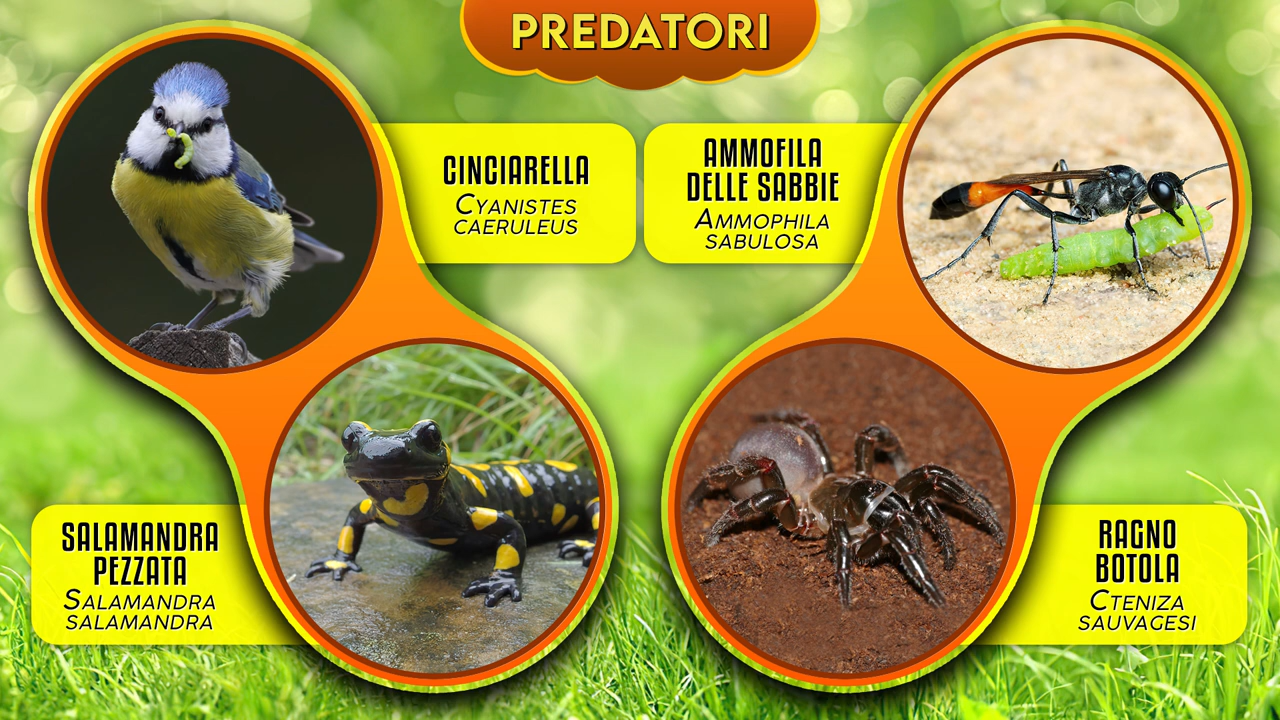 PREDATORI
CINCIARELLA
CYANISTES
CAERULEUS
AMMOFILA
DELLE SABBIE
AMMOPHILA
SABULOSA
SALAMANDRA
PEZZATA
SALAMANDRA
SALAMANDRA
RAGNO
BOTOLA
CTENIZA
SAUVAGESI